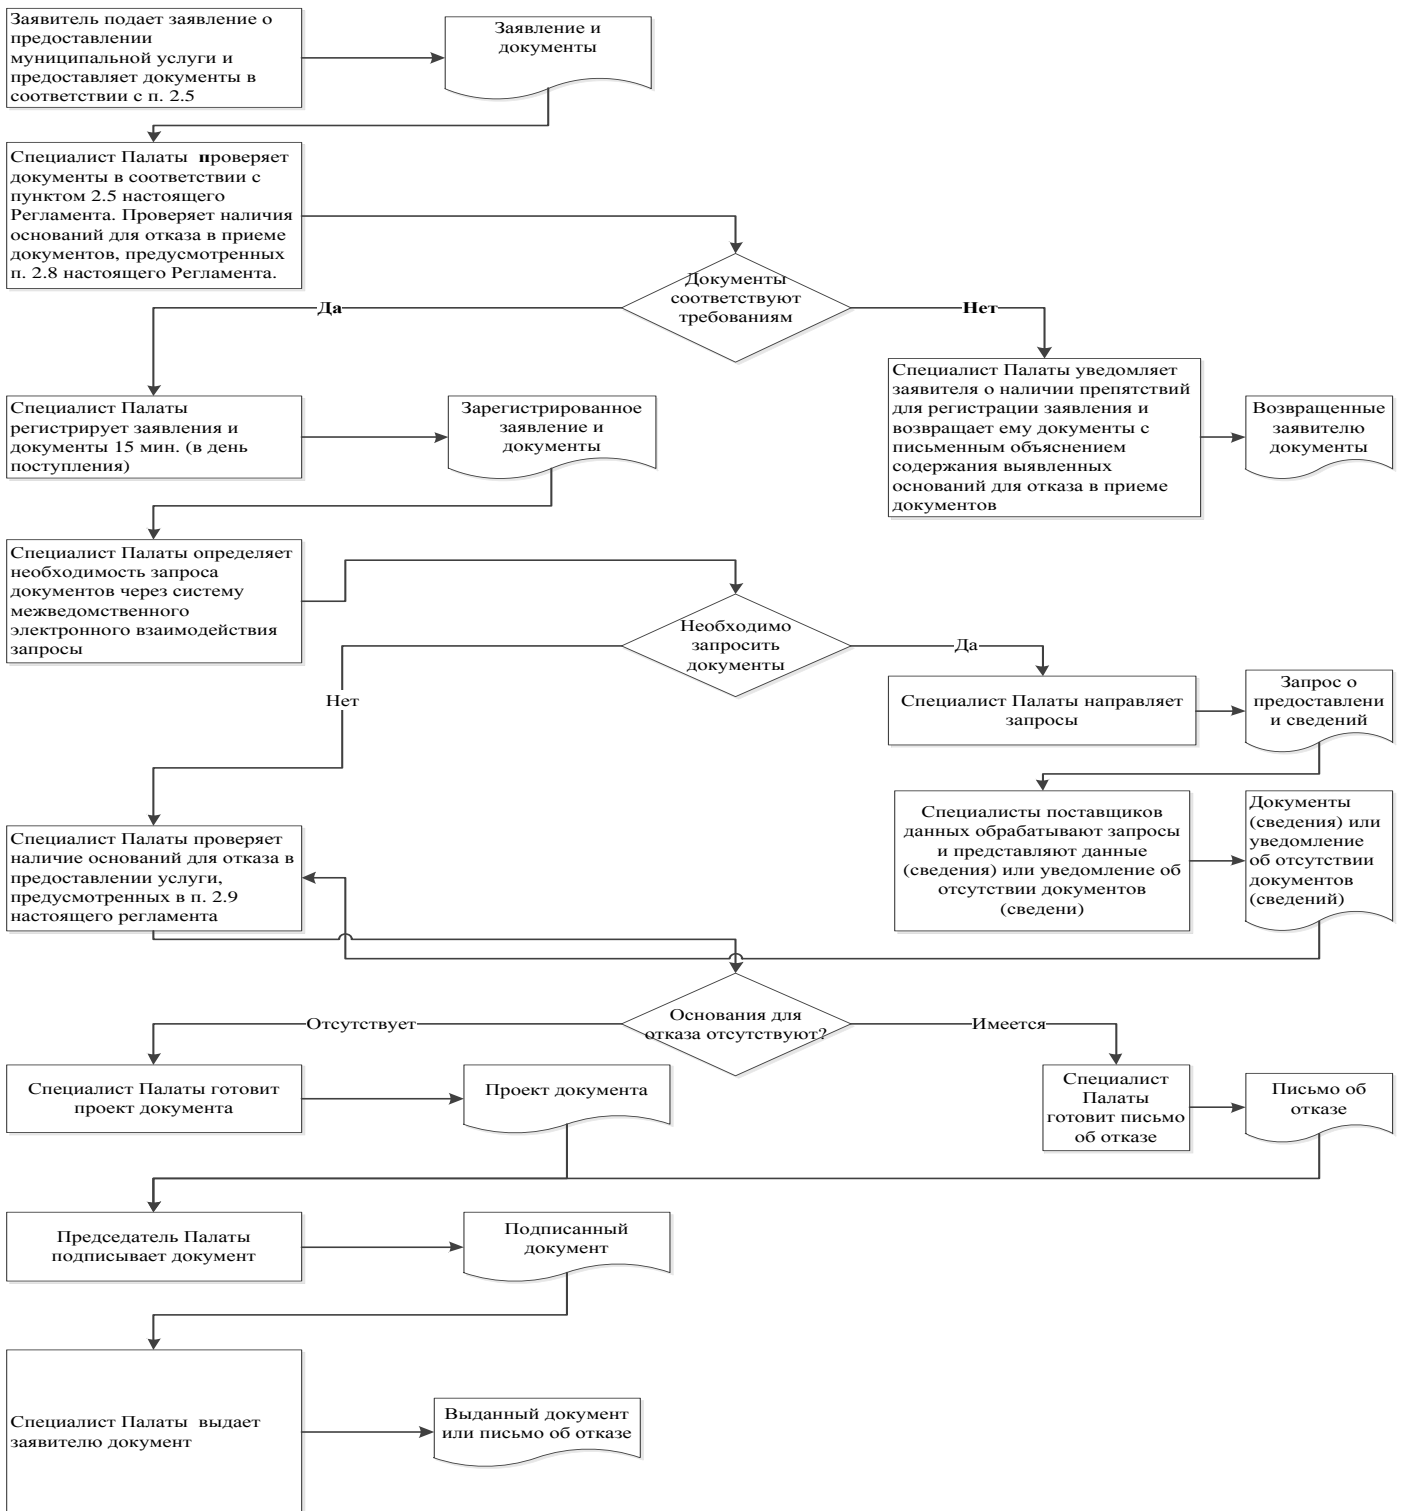 Заявитель подает заявление о
предоставлении
муниципальной услуги и
предоставляет документы в
соответствии с п. 2.5
Заявление и
документы
Специалист Палаты  проверяет
документы в соответствии с
пунктом 2.5 настоящего
Регламента. Проверяет наличия
оснований для отказа в приеме
документов, предусмотренных
п. 2.8 настоящего Регламента.
Документы
соответствуют
требованиям
Да
Нет
Специалист Палаты
регистрирует заявления и
документы 15 мин. (в день
поступления)
Зарегистрированное
заявление и
документы
Специалист Палаты уведомляет
заявителя о наличии препятствий
для регистрации заявления и
возвращает ему документы с
письменным объяснением
содержания выявленных
оснований для отказа в приеме
документов
Возвращенные
заявителю
документы
Специалист Палаты определяет
необходимость запроса
документов через систему
межведомственного
электронного взаимодействия
запросы
Необходимо
запросить
документы
Да
Нет
Специалист Палаты направляет
запросы
Запрос о
предоставлени
и сведений
Специалисты поставщиков
данных обрабатывают запросы
и представляют данные
(сведения) или уведомление об
отсутствии документов
(сведени)
Документы
(сведения) или
уведомление
об отсутствии
документов
(сведений)
Специалист Палаты проверяет
наличие оснований для отказа в
предоставлении услуги,
предусмотренных в п. 2.9
настоящего регламента
Основания для
отказа отсутствуют?
Отсутствует
Имеется
Специалист Палаты готовит
проект документа
Проект документа
Специалист
Палаты
готовит письмо
об отказе
Письмо об
отказе
Председатель Палаты
подписывает документ
Подписанный
документ
Специалист Палаты  выдает
заявителю документ
Выданный документ
или письмо об отказе